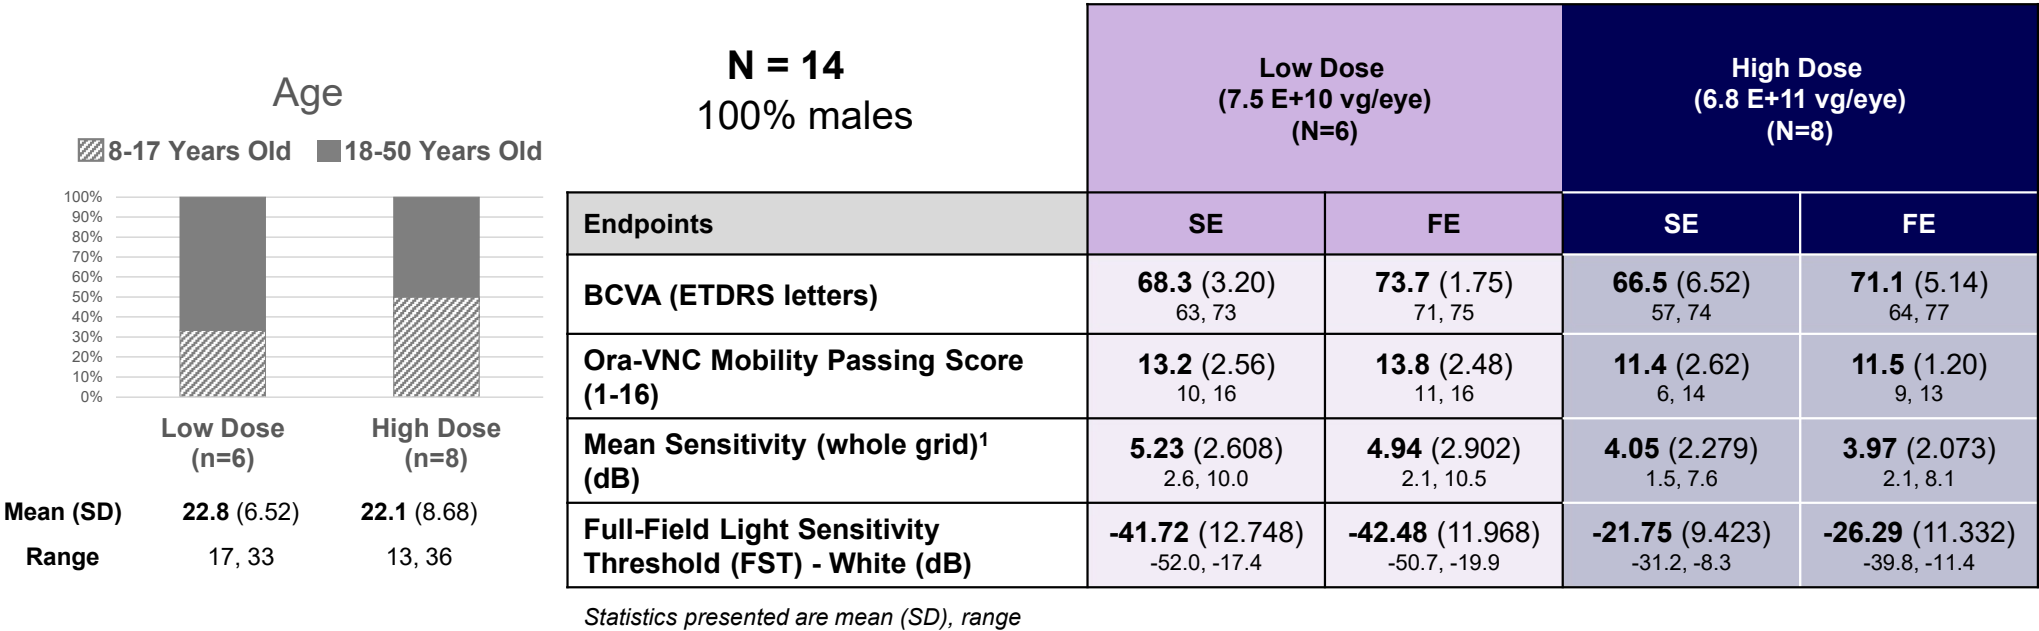 Age
8-17 Years Old 18-50 Years Old
100%
90%
80%
70%
60%
50%
40%
30%
20%
10%
0%
Low Dose
(n=6)
High Dose
(n=8)
Mean (SD) 22.8 (6.52) 22.1 (8.68)
Range 17, 33 13, 36
N = 14
100% males
Low Dose
(7.5 E+10 vg/eye)
(N=6)
High Dose
(6.8 E+11 vg/eye)
(N=8)
Endpoints SE FE SE FE
BCVA (ETDRS letters)
68.3 (3.20) 73.7 (1.75) 66.5 (6.52) 71.1 (5.14)
63, 73 71, 75 57, 74 64, 77
Ora-VNC Mobility Passing Score
(1-16)
13.2 (2.56) 13.8 (2.48) 11.4 (2.62) 11.5 (1.20)
10, 16 11, 16 6, 14 9, 13
Mean Sensitivity (whole grid)¹
(dB)
5.23 (2.608) 4.94 (2.902) 4.05 (2.279) 3.97 (2.073)
2.6, 10.0 2.1, 10.5 1.5, 7.6 2.1, 8.1
Full-Field Light Sensitivity
Threshold (FST) - White (dB)
-41.72 (12.748) -42.48 (11.968) -21.75 (9.423) -26.29 (11.332)
-52.0, -17.4 -50.7, -19.9 -31.2, -8.3 -39.8, -11.4
Statistics presented are mean (SD), range